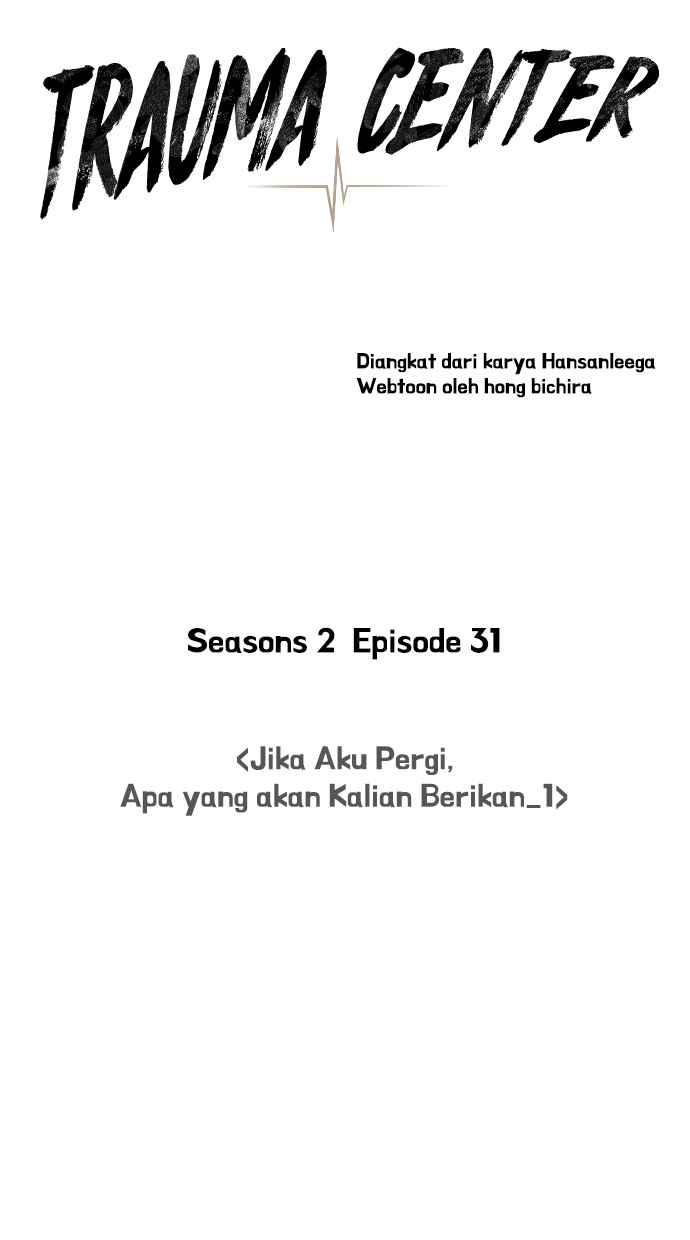 TRAUMA CENTER
Diangkat dari karya Hansanleega
Webtoon oleh hong bichira
Seasons 2 Episode 31
<Jika Aku Pergi,
Apa yang akan Kalian Berikan_1>